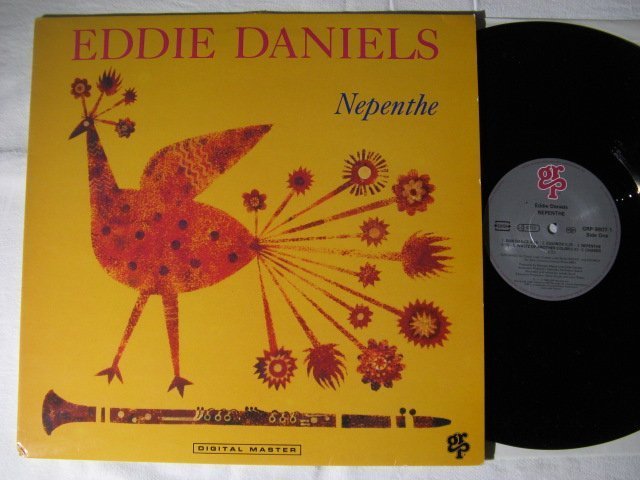 EDDIE DANIELS
Nepenthe
DIGITAL MASTER
grp
grp
Eddie Daniels
NEPENTHE
Side One